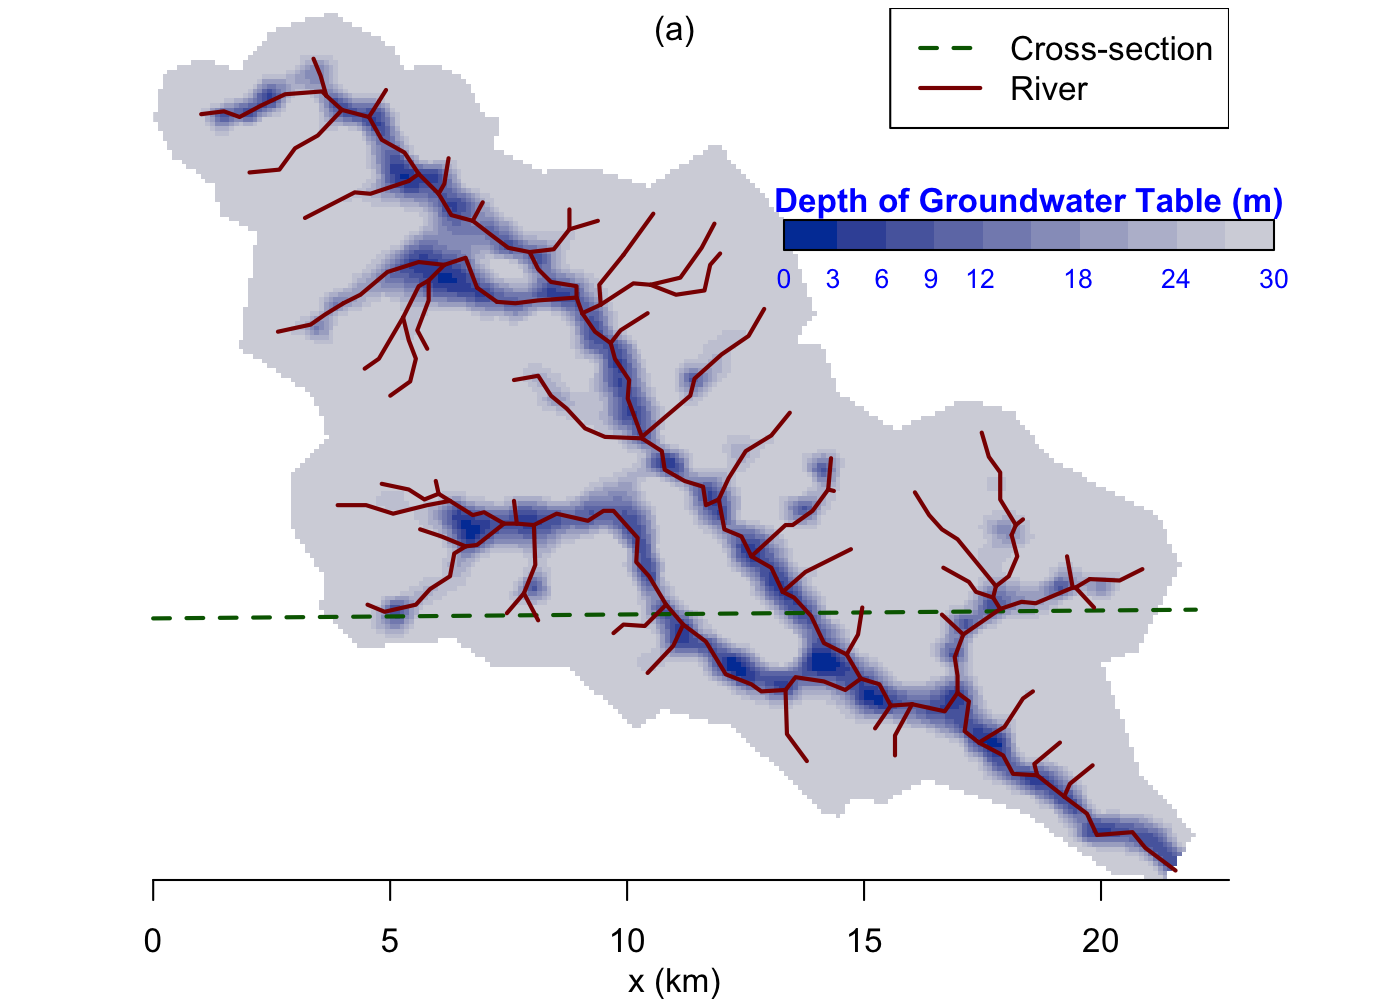 (a)
Cross-section
River
Depth of Groundwater Table (m)
0 3 6 9 12 18 24 30
0 5 10 15 20
x (km)